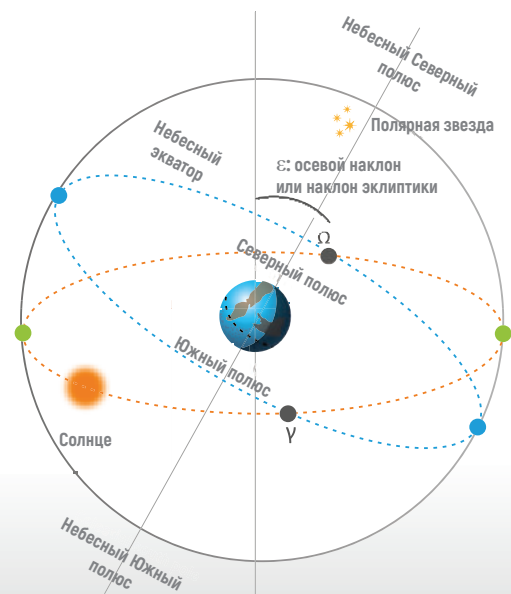 Небесный Северный
полюс
Полярная звезда
Небесный
экватор
ε: осевой наклон
или наклон эклиптики
Ω
Северный полюс
Южный полюс
γ
Солнце
Небесный Южный
полюс